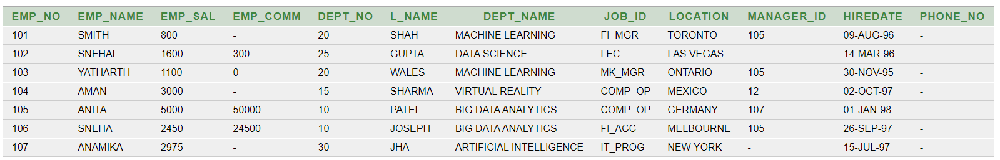 EMP_NO EMP_NAME EMP_SAL EMP_COMM DEPT_NO L_NAME DEPT_NAME JOB_ID LOCATION MANAGER_ID HIREDATE PHONE_NO
101 SMITH 800 - 20 SHAH MACHINE LEARNING FI_MGR TORONTO 105 09-AUG-96 -
102 SNEHAL 1600 300 25 GUPTA DATA SCIENCE LEC LAS VEGAS - 14-MAR-96 -
103 YATHARTH 1100 0 20 WALES MACHINE LEARNING MK_MGR ONTARIO 105 30-NOV-95 -
104 AMAN 3000 - 15 SHARMA VIRTUAL REALITY COMP_OP MEXICO 12 02-OCT-97 -
105 ANITA 5000 50000 10 PATEL BIG DATA ANALYTICS COMP_OP GERMANY 107 01-JAN-98 -
106 SNEHA 2450 24500 10 JOSEPH BIG DATA ANALYTICS FI_ACC MELBOURNE 105 26-SEP-97 -
107 ANAMIKA 2975 - 30 JHA ARTIFICIAL INTELLIGENCE IT_PROG NEW YORK - 15-JUL-97 -